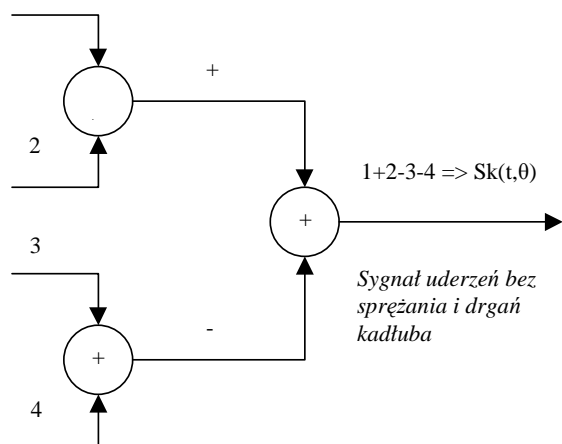 +
2
1+2-3-4 => Sk(t,θ)
+
3
Sygnał uderzeń bez
sprężania i drgań
kadłuba
-
+
4